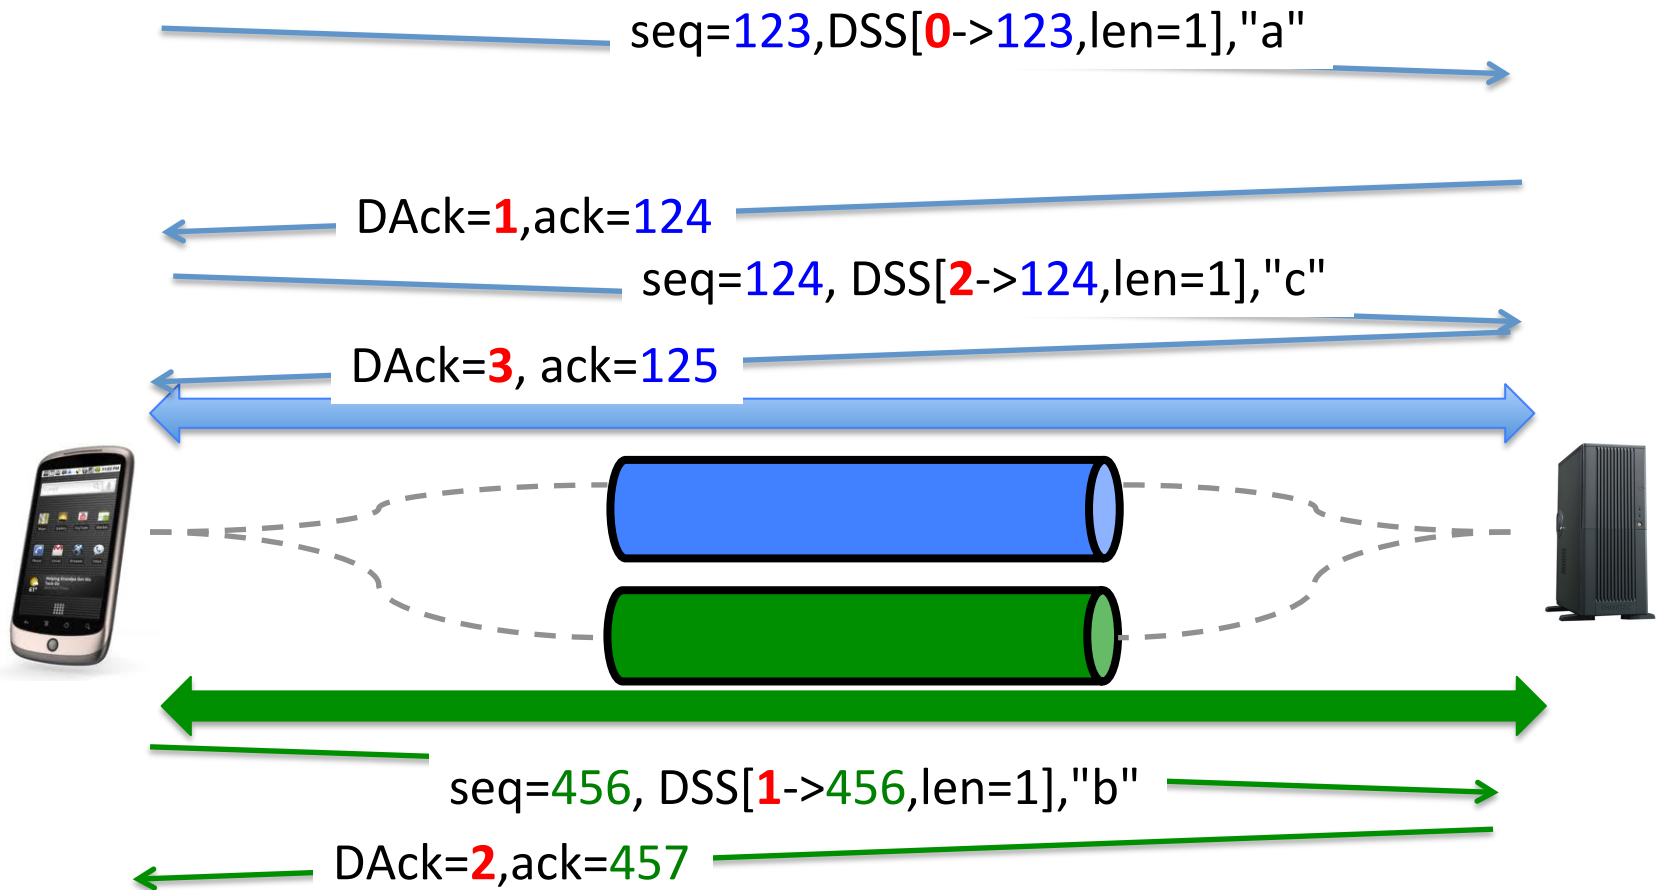 seq=123,DSS[0->123,len=1],"a"
DAck=1,ack=124
seq=124, DSS[2->124,len=1],"c"
DAck=3, ack=125
seq=456, DSS[1->456,len=1],"b"
DAck=2,ack=457